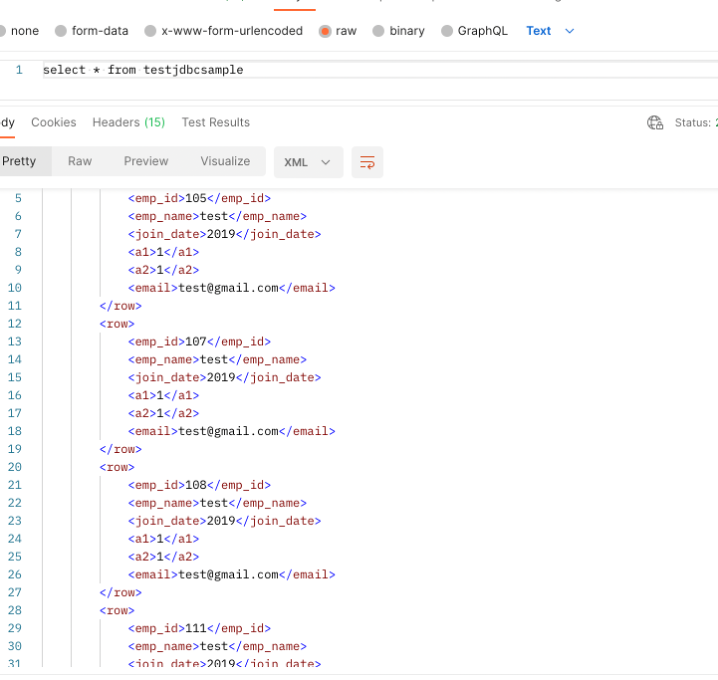 none form-data x-www-form-urlencoded raw binary GraphQL Text
1 select * from testjdbcsample
dy Cookies Headers (15) Test Results Status: 2
Pretty Raw Preview Visualize XML
5 <emp_id>105</emp_id>
6 <emp_name>test</emp_name>
7 <join_date>2019</join_date>
8 <a1>1</a1>
9 <a2>1</a2>
10 <email>test@gmail.com</email>
11 </row>
12 <row>
13 <emp_id>107</emp_id>
14 <emp_name>test</emp_name>
15 <join_date>2019</join_date>
16 <a1>1</a1>
17 <a2>1</a2>
18 <email>test@gmail.com</email>
19 </row>
20 <row>
21 <emp_id>108</emp_id>
22 <emp_name>test</emp_name>
23 <join_date>2019</join_date>
24 <a1>1</a1>
25 <a2>1</a2>
26 <email>test@gmail.com</email>
27 </row>
28 <row>
29 <emp_id>111</emp_id>
30 <emp_name>test</emp_name>
31 <join_date>2019</join_date>